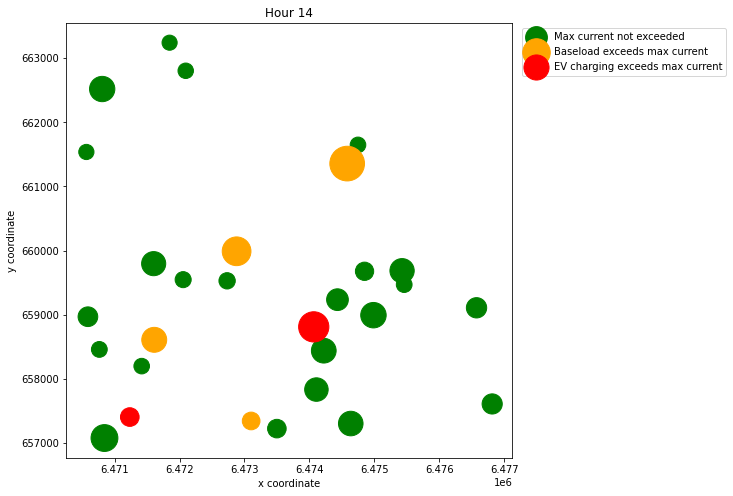 Hour 14
Max current not exceeded
Baseload exceeds max current
EV charging exceeds max current
663000
662000
661000
660000
659000
658000
657000
y coordinate
6.471 6.472 6.473 6.474 6.475 6.476 6.477
1e6
x coordinate